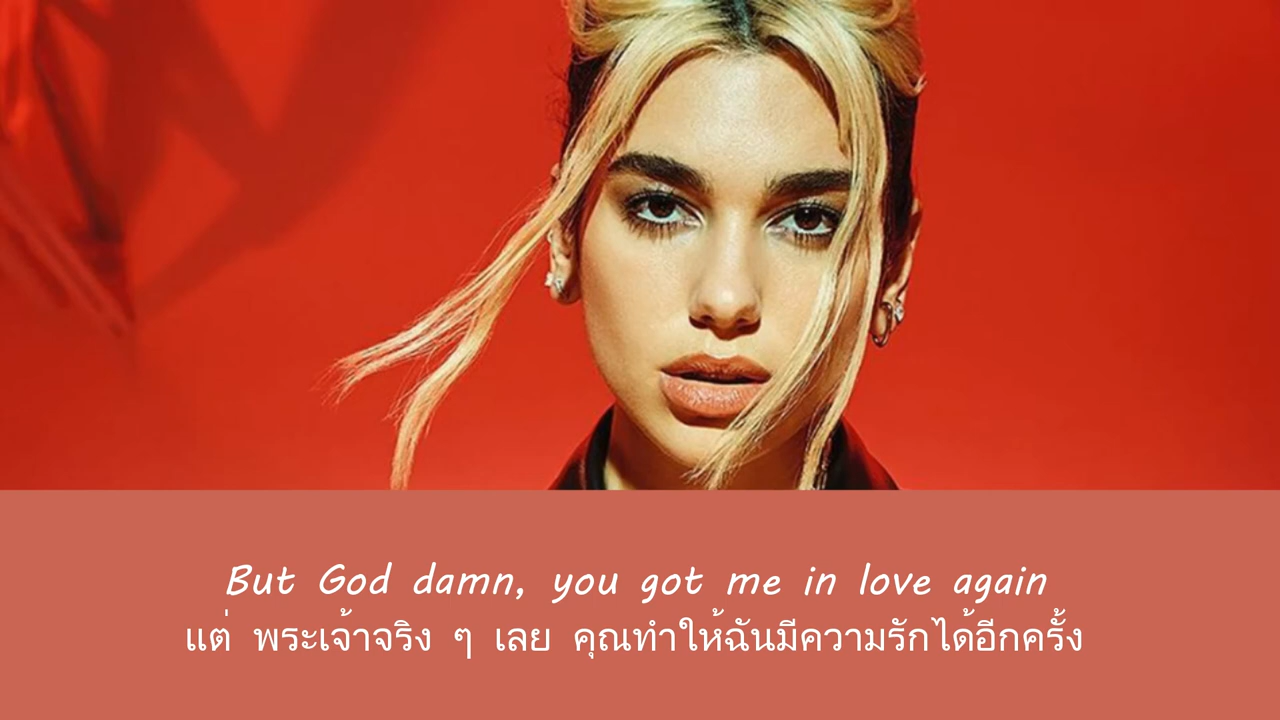 But God damn, you got me in love again
แต่ พระเจ้าจริง ๆ เลย คุณทำให้ฉันมีความรักได้อีกครั้ง